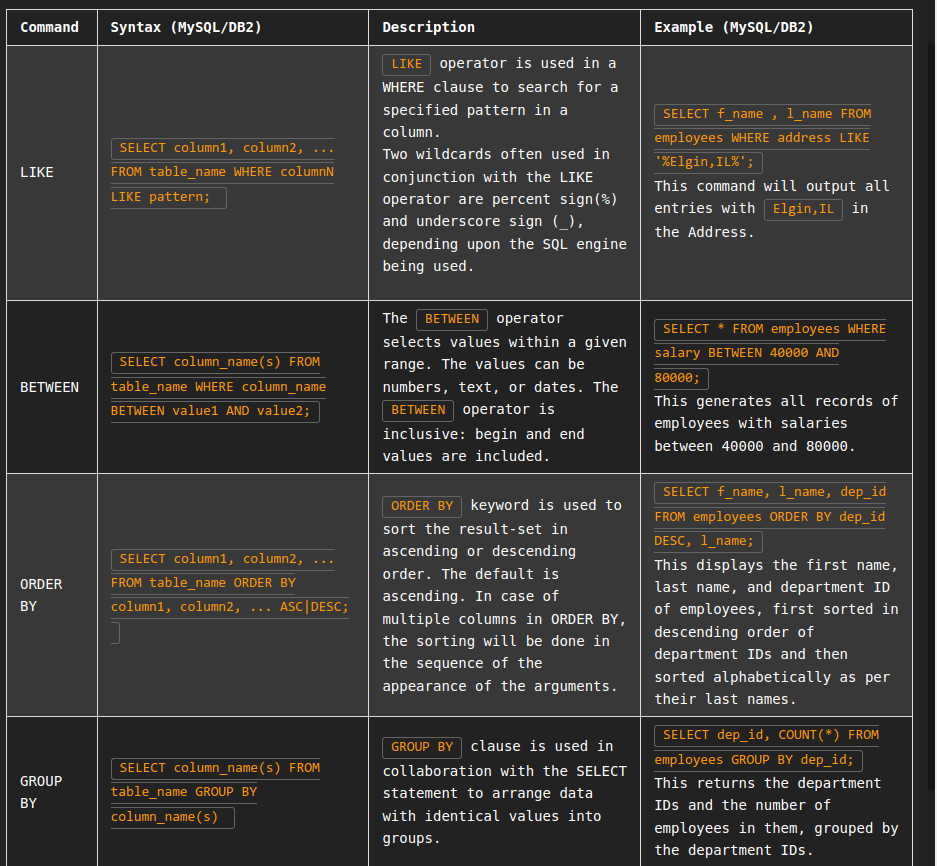 Command
Syntax (MySQL/DB2)
Description
Example (MySQL/DB2)
LIKE
SELECT column1, column2, ...
FROM table_name WHERE columnN
LIKE pattern;
LIKE operator is used in a
WHERE clause to search for a
specified pattern in a
column.
Two wildcards often used in
conjunction with the LIKE
operator are percent sign(%)
and underscore sign (_),
depending upon the SQL engine
being used.
SELECT f_name , l_name FROM
employees WHERE address LIKE
'%Elgin,IL%';
This command will output all
entries with Elgin,IL in
the Address.
BETWEEN
SELECT column_name(s) FROM
table_name WHERE column_name
BETWEEN value1 AND value2;
The BETWEEN operator
selects values within a given
range. The values can be
numbers, text, or dates. The
BETWEEN operator is
inclusive: begin and end
values are included.
SELECT * FROM employees WHERE
salary BETWEEN 40000 AND
80000;
This generates all records of
employees with salaries
between 40000 and 80000.
ORDER
BY
SELECT column1, column2, ...
FROM table_name ORDER BY
column1, column2, ... ASC|DESC;
ORDER BY keyword is used to
sort the result-set in
ascending or descending
order. The default is
ascending. In case of
multiple columns in ORDER BY,
the sorting will be done in
the sequence of the
appearance of the arguments.
SELECT f_name, l_name, dep_id
FROM employees ORDER BY dep_id
DESC, l_name;
This displays the first name,
last name, and department ID
of employees, first sorted in
descending order of
department IDs and then
sorted alphabetically as per
their last names.
GROUP
BY
SELECT column_name(s) FROM
table_name GROUP BY
column_name(s)
GROUP BY clause is used in
collaboration with the SELECT
statement to arrange data
with identical values into
groups.
SELECT dep_id, COUNT(*) FROM
employees GROUP BY dep_id;
This returns the department
IDs and the number of
employees in them, grouped by
the department IDs.